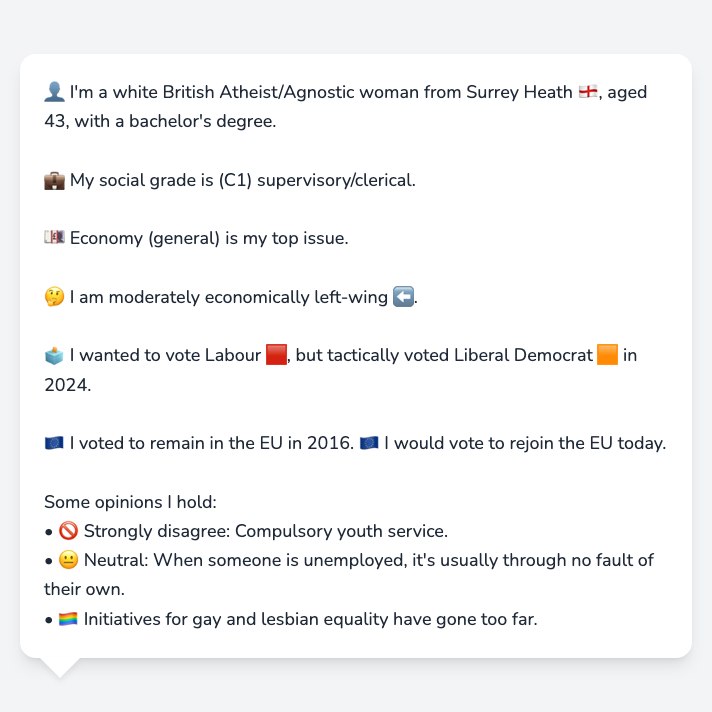 👤 I'm a white British Atheist/Agnostic woman from Surrey Heath 🏴󠁧󠁢󠁥󠁮󠁧󠁿, aged
43, with a bachelor's degree.
💼 My social grade is (C1) supervisory/clerical.
💷 Economy (general) is my top issue.
🤔 I am moderately economically left-wing ⬅️.
🗳️ I wanted to vote Labour 🟥, but tactically voted Liberal Democrat 🟧 in
2024.
🇪🇺 I voted to remain in the EU in 2016. 🇪🇺 I would vote to rejoin the EU today.
Some opinions I hold:
• 🚫 Strongly disagree: Compulsory youth service.
• 😐 Neutral: When someone is unemployed, it's usually through no fault of
their own.
• 🏳️‍🌈 Initiatives for gay and lesbian equality have gone too far.